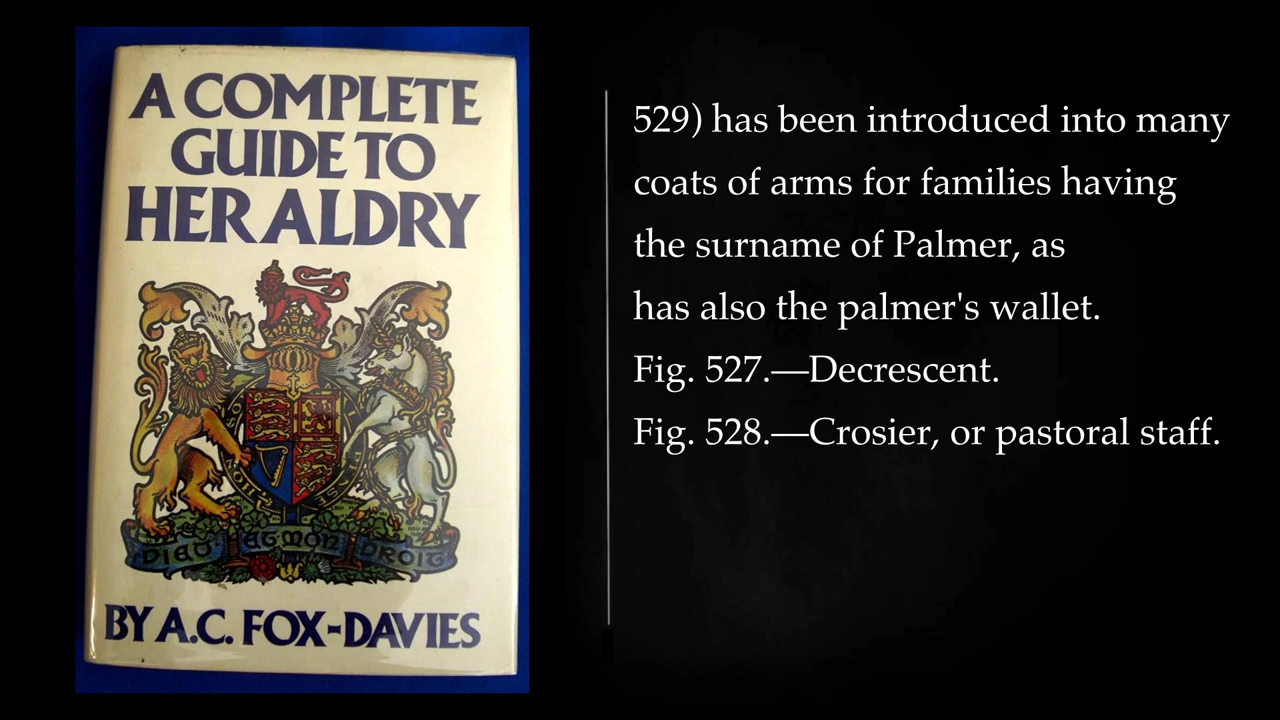 A COMPLETE
GUIDE TO
HERALDRY
DIEU ET MON DROIT
BY A.C. FOX-DAVIES
529) has been introduced into many
coats of arms for families having
the surname of Palmer, as
has also the palmer's wallet.
Fig. 527.—Decrescent.
Fig. 528.—Crosier, or pastoral staff.